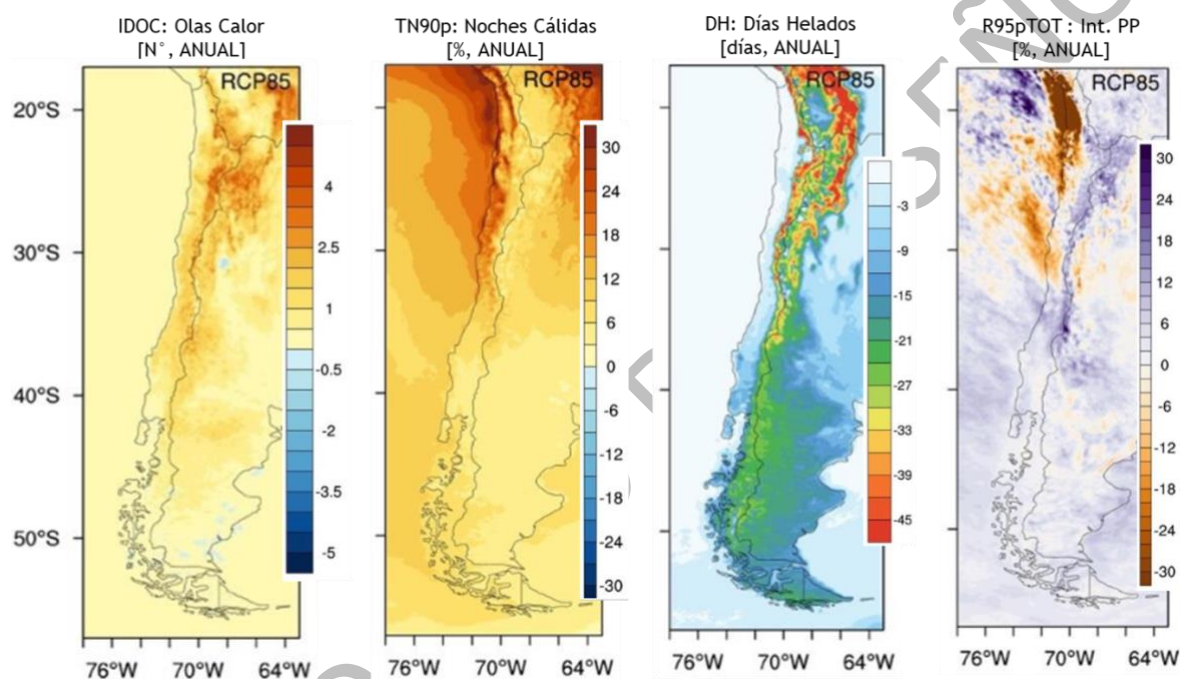 IDOC: Olas Calor
[N°, ANUAL]
TN90p: Noches Cálidas
[%, ANUAL]
DH: Días Helados
[días, ANUAL]
R95pTOT : Int. PP
[%, ANUAL]
RCP85
RCP85
RCP85
RCP85
20°S
30°S
40°S
50°S
4
2.5
1
-0.5
-2
-3.5
-5
30
24
18
12
6
0
-6
-12
-18
-24
-30
-3
-9
-15
-21
-27
-33
-39
-45
30
24
18
12
6
0
-6
-12
-18
-24
-30
76°W 70°W 64°W
76°W 70°W 64°W
76°W 70°W 64°W
76°W 70°W 64°W